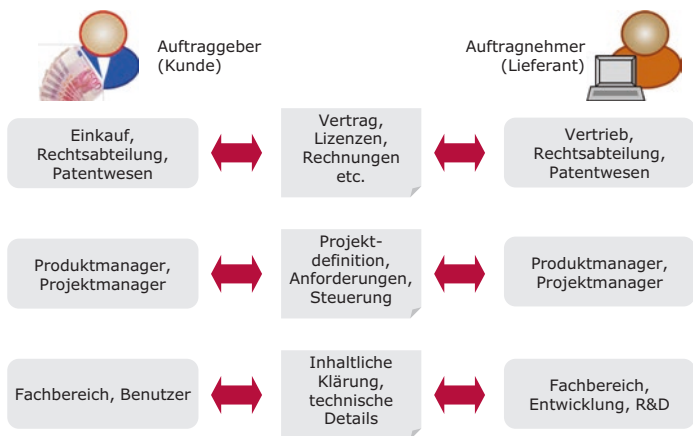 Auftraggeber
(Kunde)
Auftragnehmer
(Lieferant)
Einkauf,
Rechtsabteilung,
Patentwesen
Vertrag,
Lizenzen,
Rechnungen
etc.
Vertrieb,
Rechtsabteilung,
Patentwesen
Produktmanager,
Projektmanager
Projekt-
definition,
Anforderungen,
Steuerung
Produktmanager,
Projektmanager
Fachbereich, Benutzer
Inhaltliche
Klärung,
technische
Details
Fachbereich,
Entwicklung, R&D